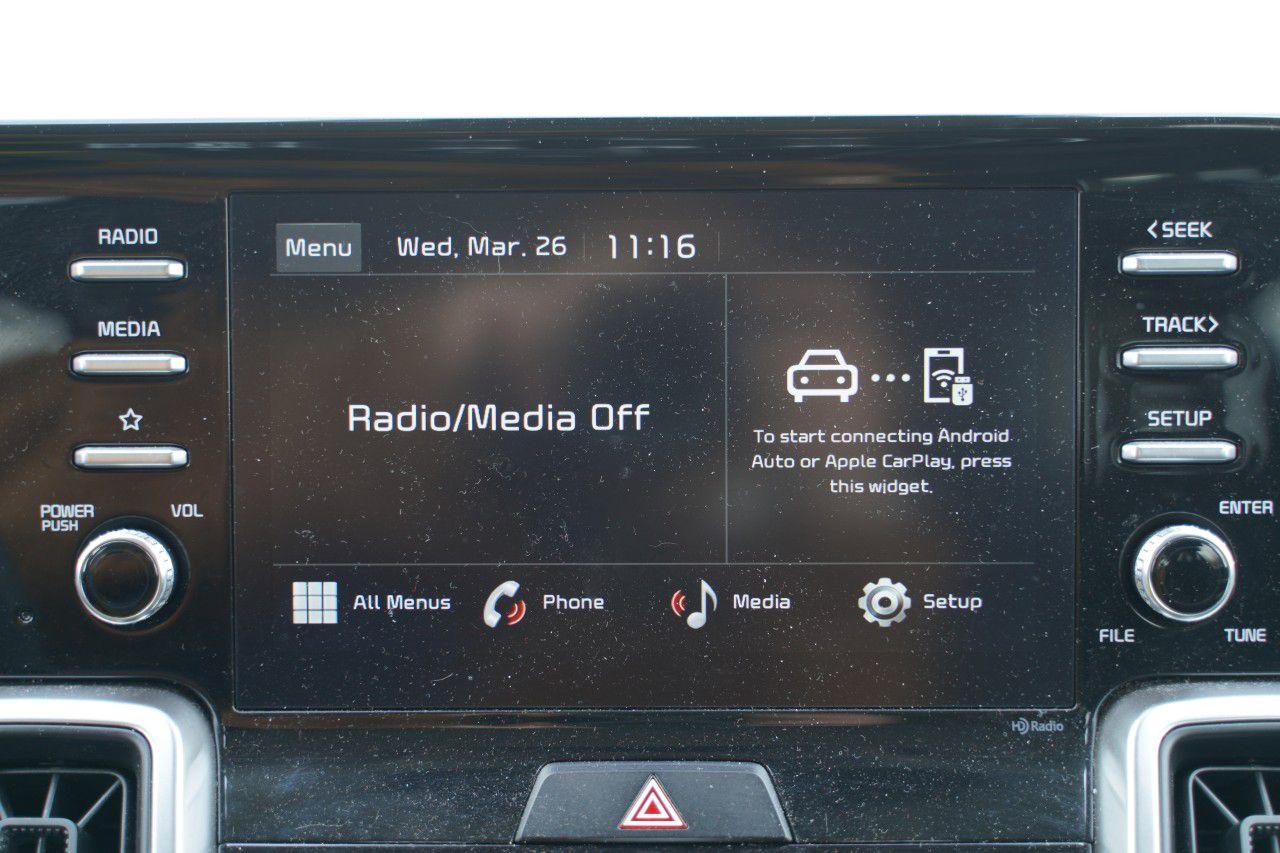 RADIO
MEDIA
POWER
PUSH
VOL
Menu
Wed, Mar. 26
11:16
Radio/Media Off
To start connecting Android
Auto or Apple CarPlay, press
this widget.
All Menus
Phone
Media
Setup
<SEEK
TRACK>
SETUP
ENTER
FILE
TUNE
HD Radio